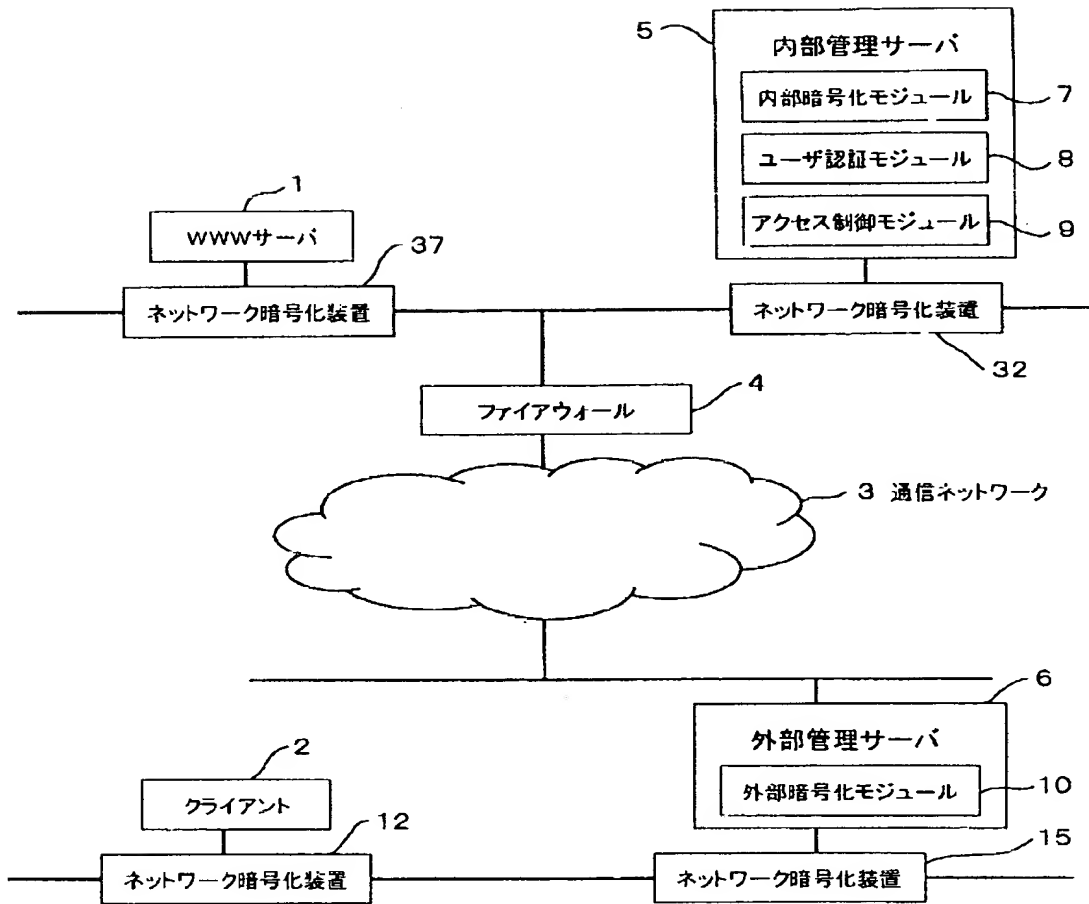 5
内部管理サーバ
内部暗号化モジュール
7
ユーザ認証モジュール
8
アクセス制御モジュール
9
1
WWWサーバ
37
ネットワーク暗号化装置
ネットワーク暗号化装置
32
ファイアウォール
4
3 通信ネットワーク
6
外部管理サーバ
外部暗号化モジュール
10
2
クライアント
12
15
ネットワーク暗号化装置
ネットワーク暗号化装置